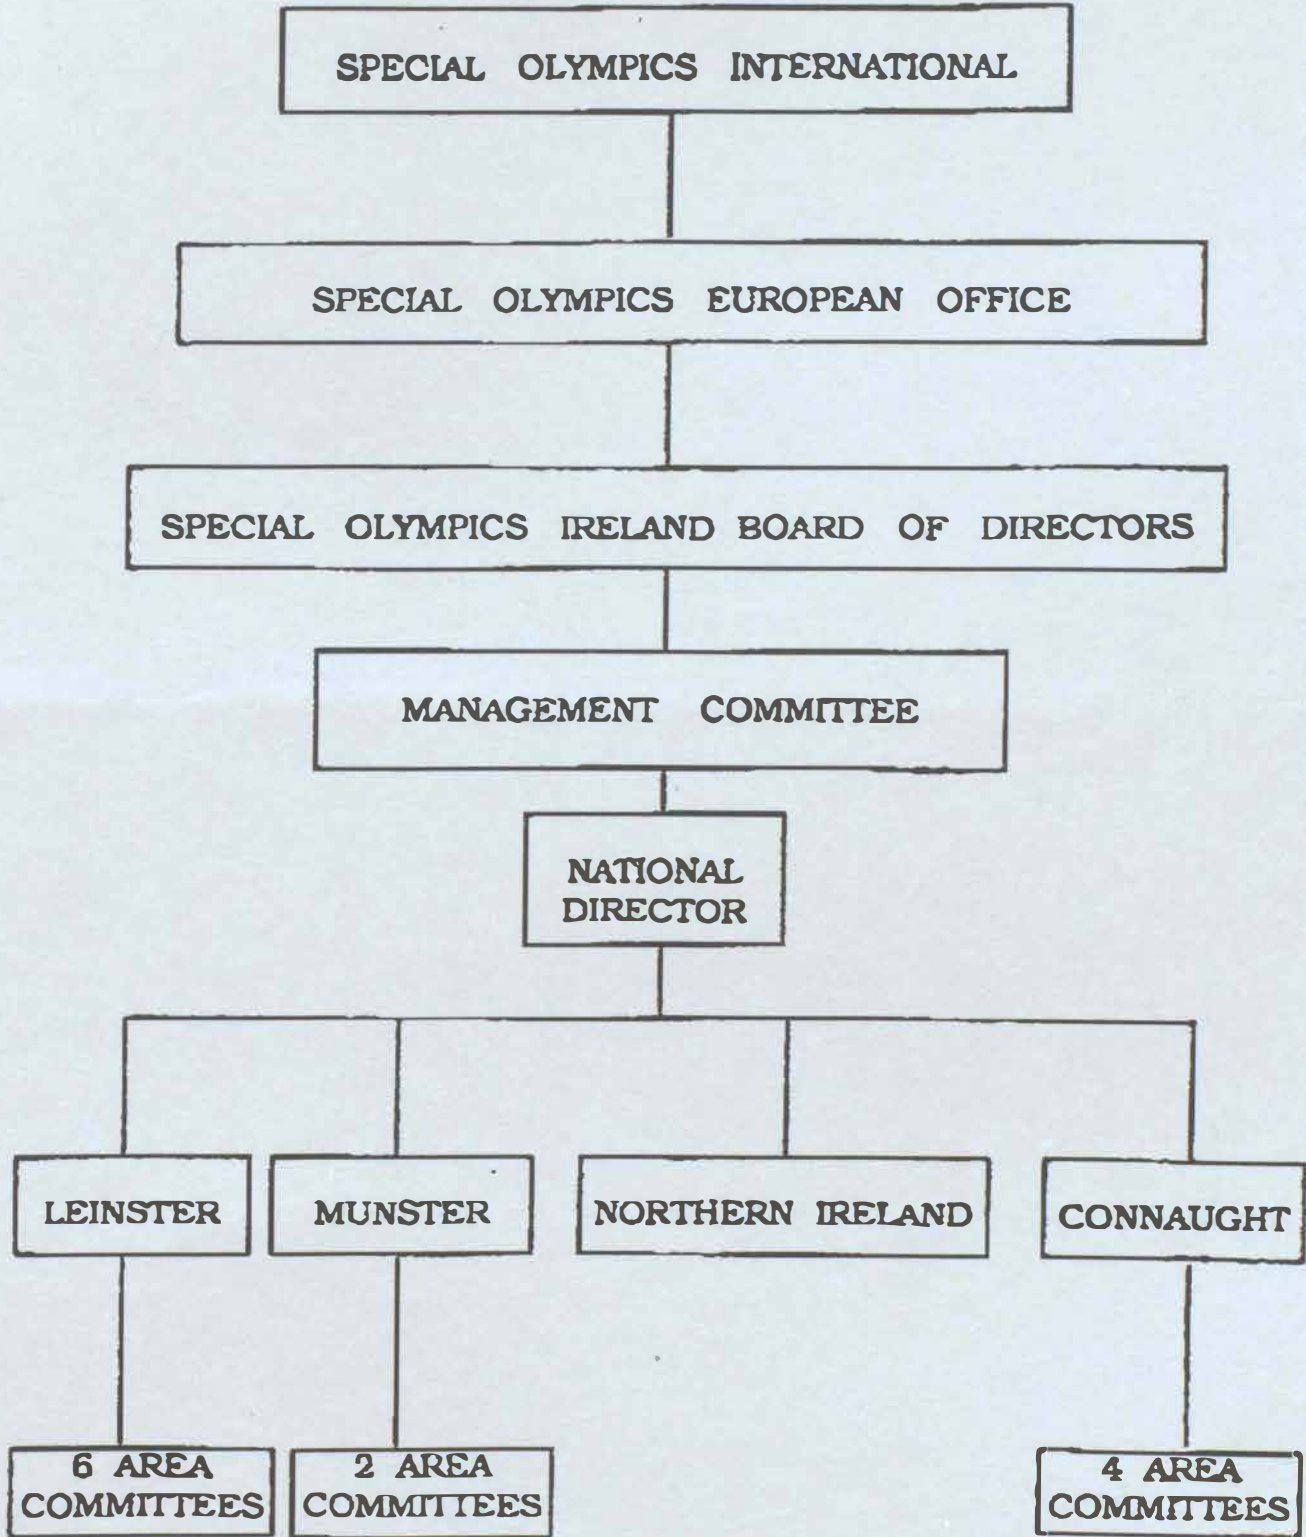 SPECIAL OLYMPICS INTERNATIONAL
SPECIAL OLYMPICS EUROPEAN OFFICE
SPECIAL OLYMPICS IRELAND BOARD OF DIRECTORS
MANAGEMENT COMMITTEE
NATIONAL
DIRECTOR
LEINSTER
MUNSTER
NORTHERN IRELAND
CONNAUGHT
6 AREA
COMMITTEES
2 AREA
COMMITTEES
4 AREA
COMMITTEES